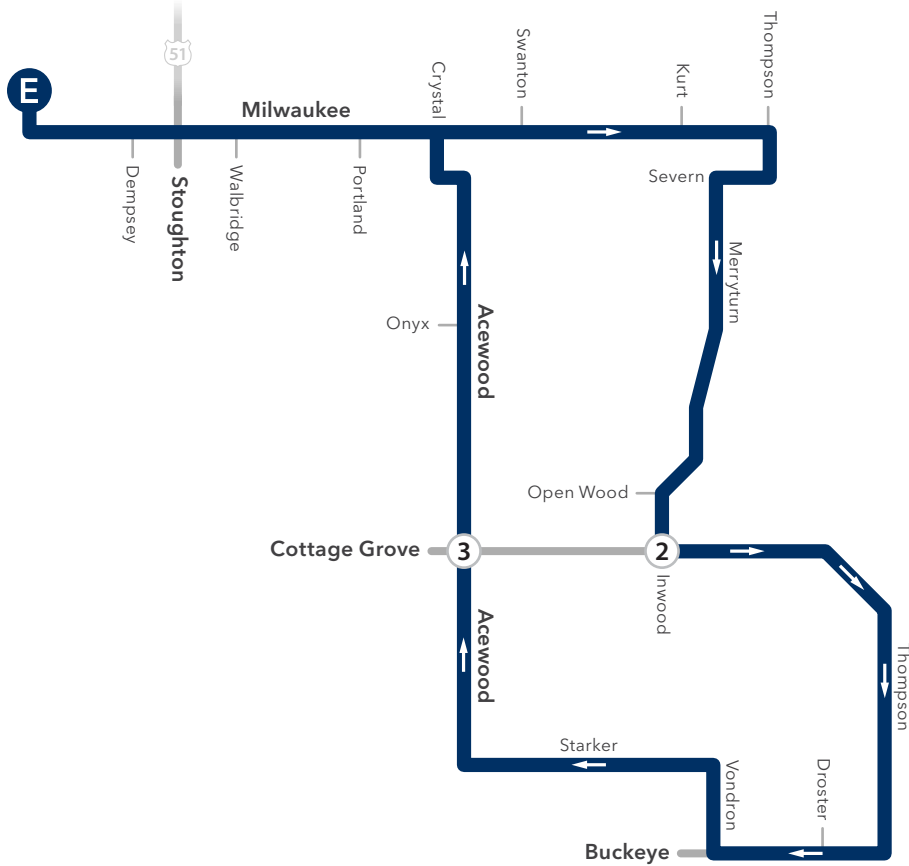 51
E
Milwaukee
Crystal
Swanton
Kurt
Thompson
Dempsey
Stoughton
Walbridge
Portland
Severn
Merryturn
Onyx
Acewood
Open Wood
Cottage Grove
3
2
Inwood
Acewood
Thompson
Starker
Vondron
Droster
Buckeye